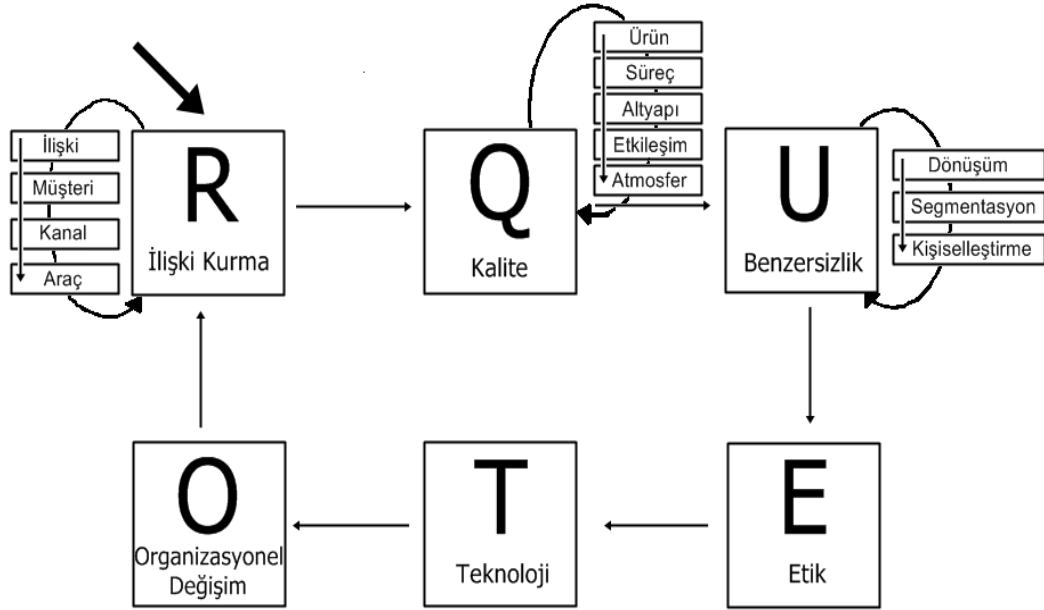 İlişki
Müşteri
Kanal
Araç
R
İlişki Kurma
Q
Kalite
Ürün
Süreç
Altyapı
Etkileşim
Atmosfer
U
Benzersizlik
Dönüşüm
Segmentasyon
Kişiselleştirme
O
Organizasyonel
Değişim
T
Teknoloji
E
Etik